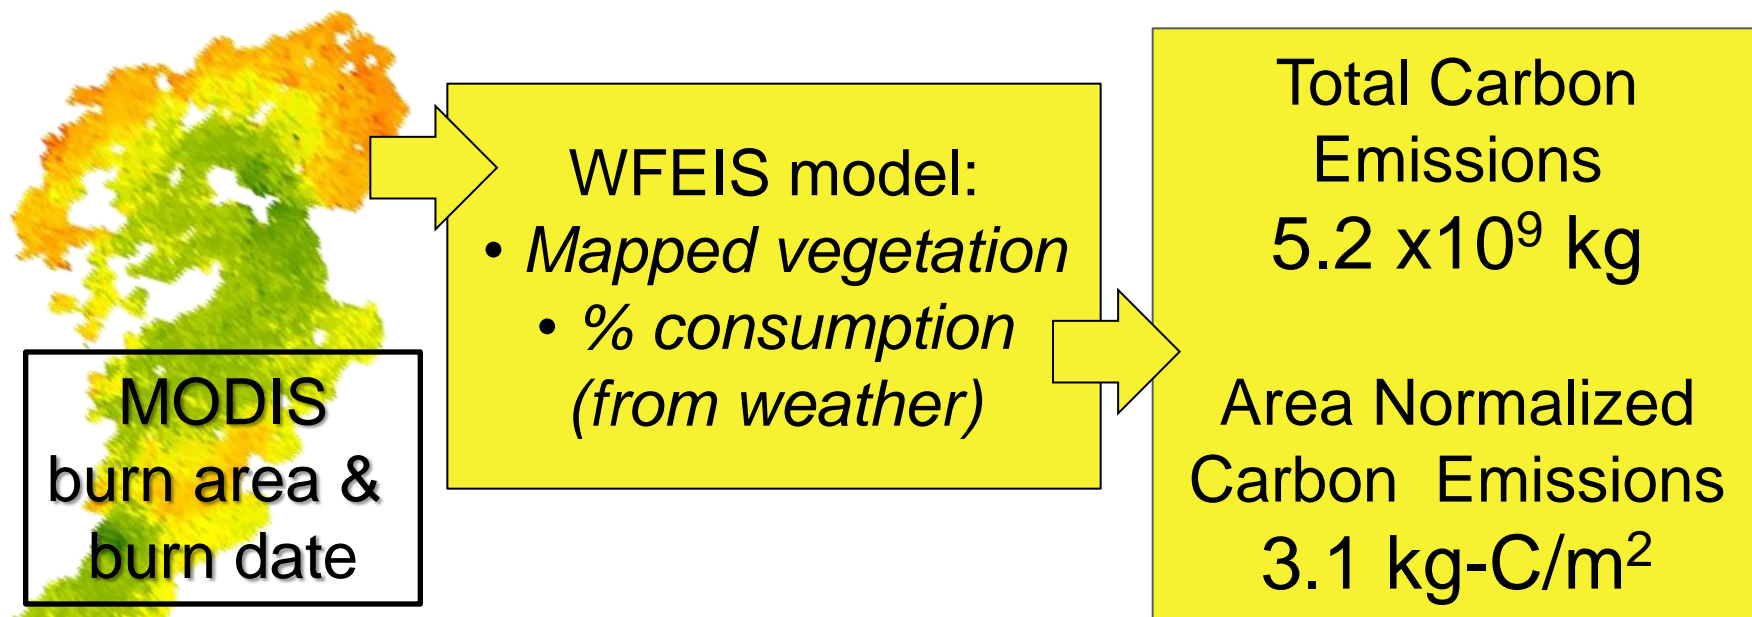 MODIS
burn area &
burn date
WFEIS model:
• Mapped vegetation
• % consumption
(from weather)
Total Carbon
Emissions
5.2 x10⁹ kg
Area Normalized
Carbon  Emissions
3.1 kg-C/m²